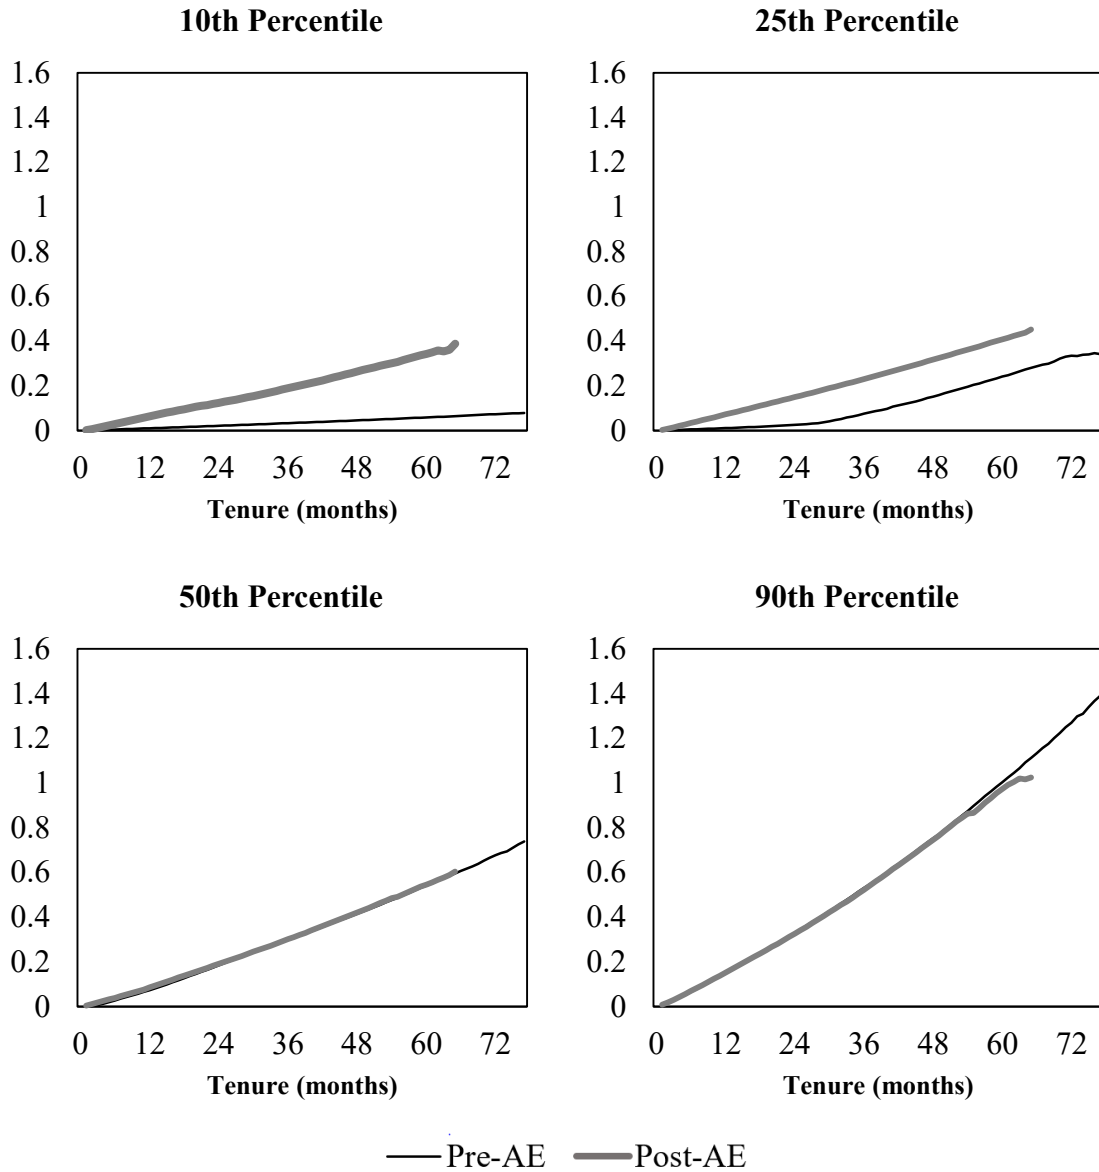 10th Percentile
1.6
1.4
1.2
1
0.8
0.6
0.4
0.2
0
0 12 24 36 48 60 72
Tenure (months)
25th Percentile
1.6
1.4
1.2
1
0.8
0.6
0.4
0.2
0
0 12 24 36 48 60 72
Tenure (months)
50th Percentile
1.6
1.4
1.2
1
0.8
0.6
0.4
0.2
0
0 12 24 36 48 60 72
Tenure (months)
90th Percentile
1.6
1.4
1.2
1
0.8
0.6
0.4
0.2
0
0 12 24 36 48 60 72
Tenure (months)
Pre-AE Post-AE